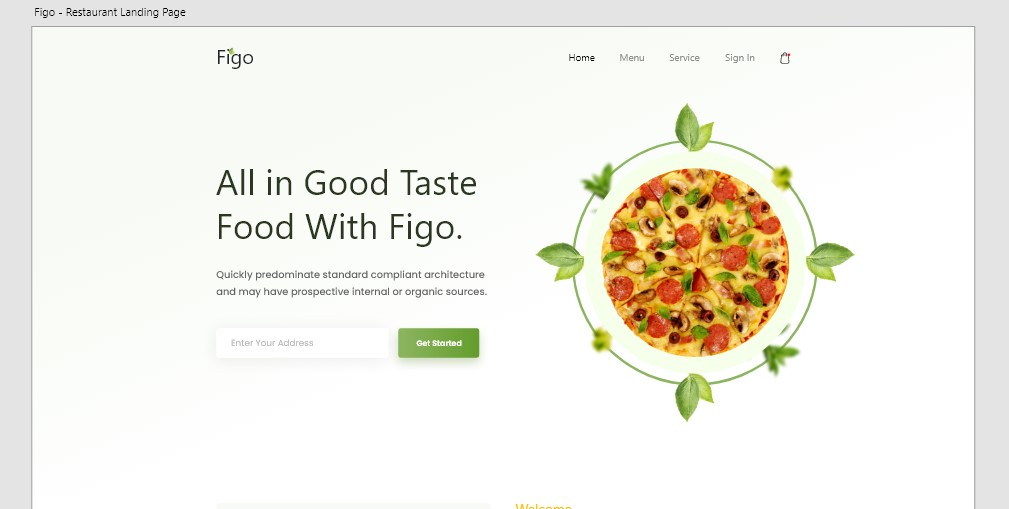 Figo - Restaurant Landing Page
Figo
Home Menu Service Sign In
All in Good Taste
Food With Figo.
Quickly predominate standard compliant architecture
and may have prospective internal or organic sources.
Enter Your Address
Get Started
Welcome